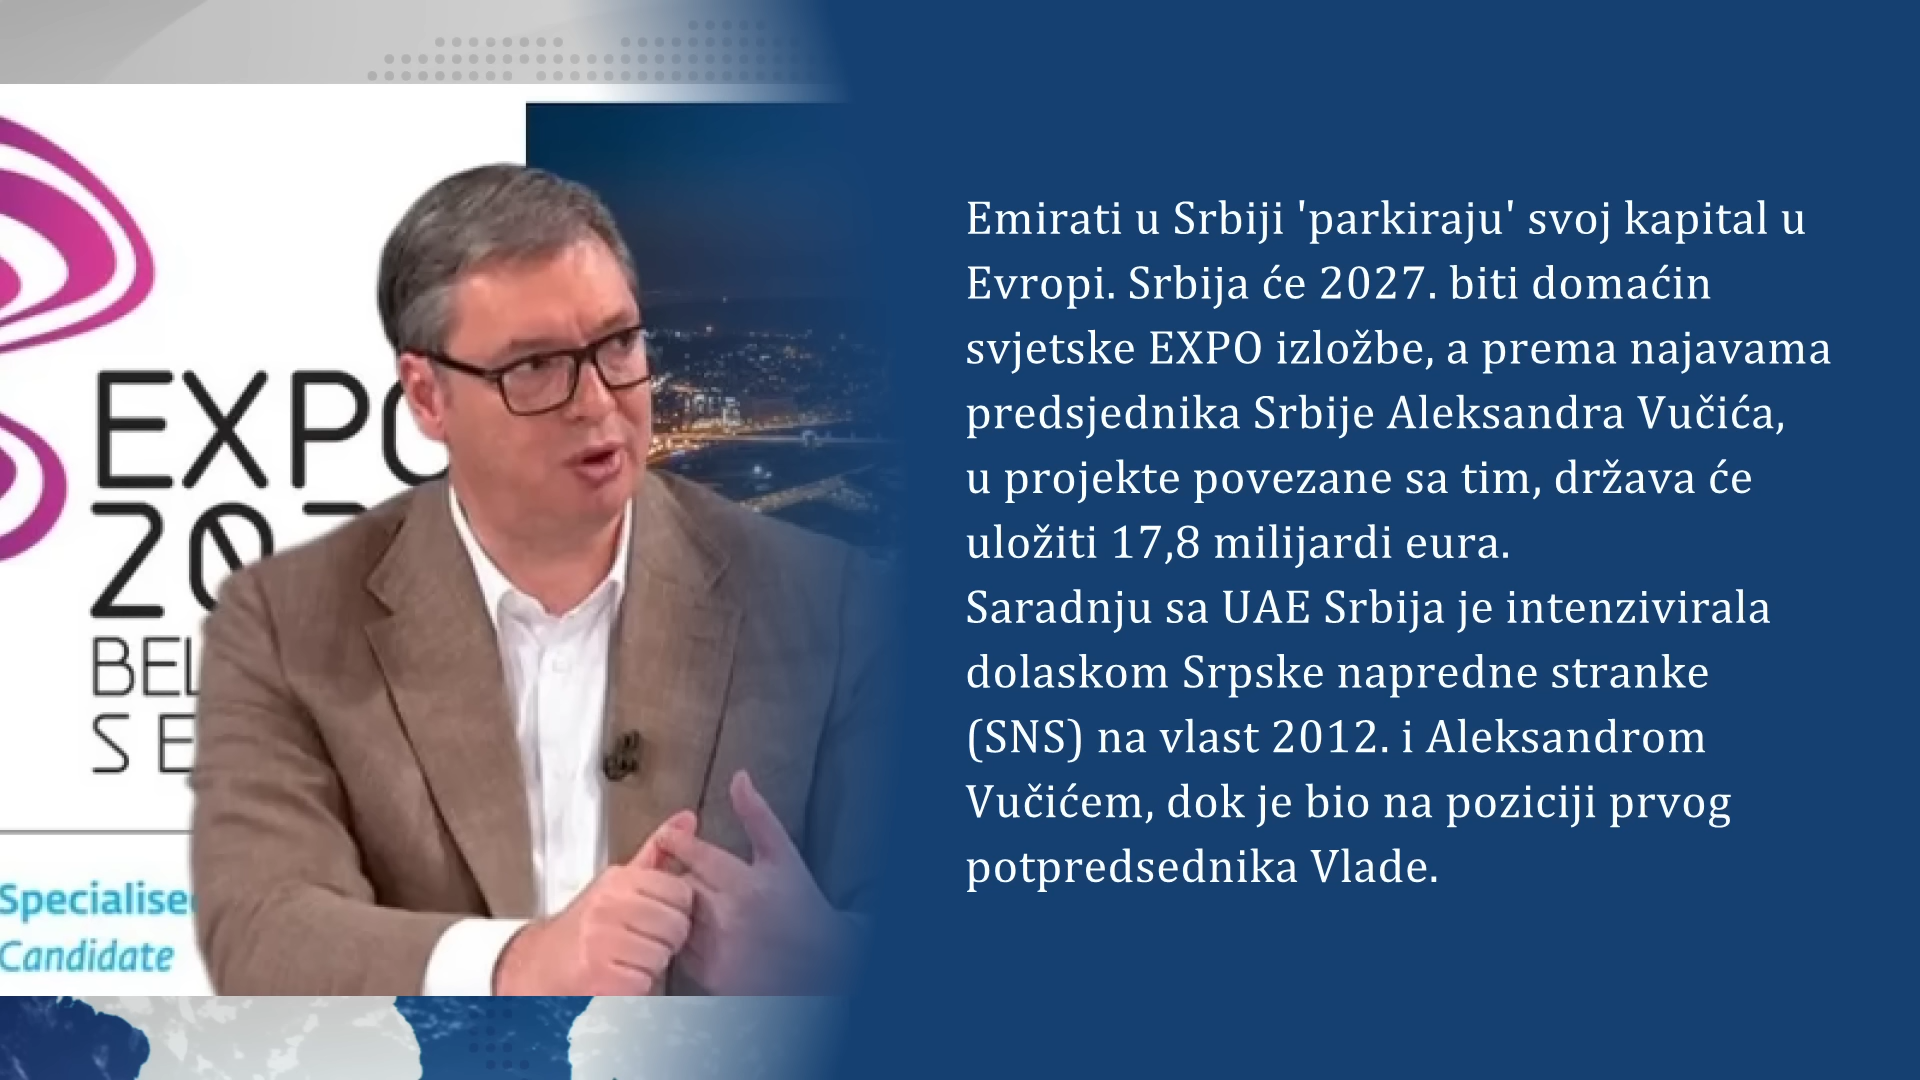 EXPO
202
BEL
SE
Specialise
Candidate
Emirati u Srbiji 'parkiraju' svoj kapital u
Evropi. Srbija će 2027. biti domaćin
svjetske EXPO izložbe, a prema najavama
predsjednika Srbije Aleksandra Vučića,
u projekte povezane sa tim, država će
uložiti 17,8 milijardi eura.
Saradnju sa UAE Srbija je intenzivirala
dolaskom Srpske napredne stranke
(SNS) na vlast 2012. i Aleksandrom
Vučićem, dok je bio na poziciji prvog
potpredsednika Vlade.